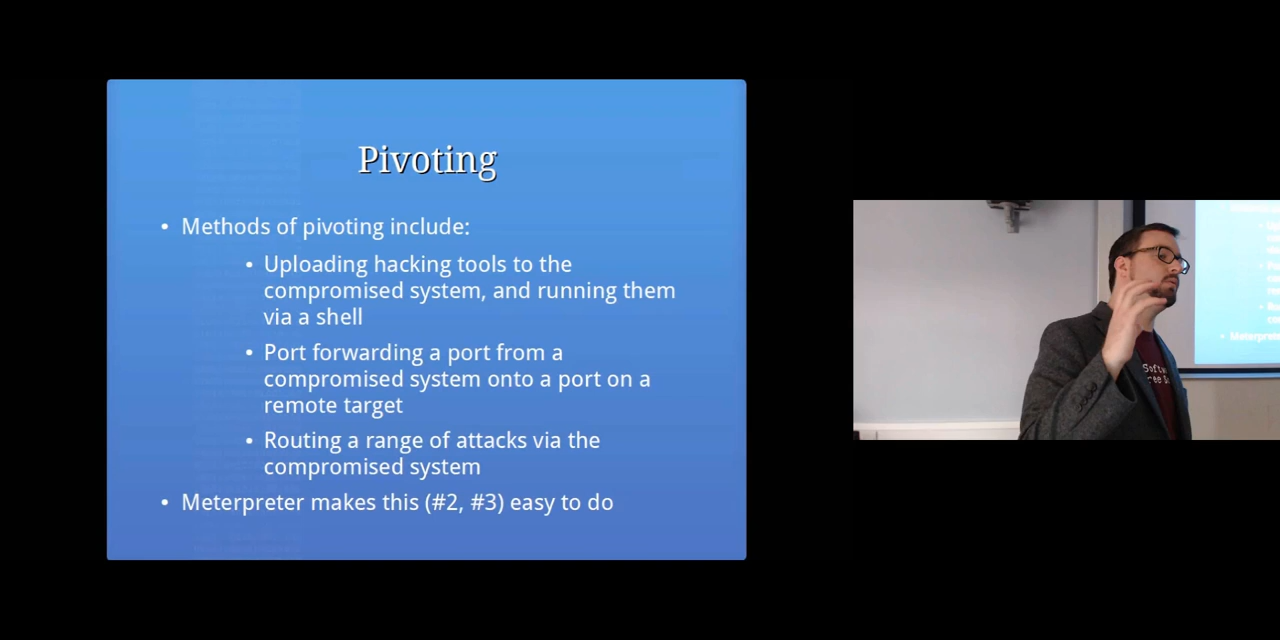 Pivoting
• Methods of pivoting include:
• Uploading hacking tools to the
compromised system, and running them
via a shell
• Port forwarding a port from a
compromised system onto a port on a
remote target
• Routing a range of attacks via the
compromised system
• Meterpreter makes this (#2, #3) easy to do